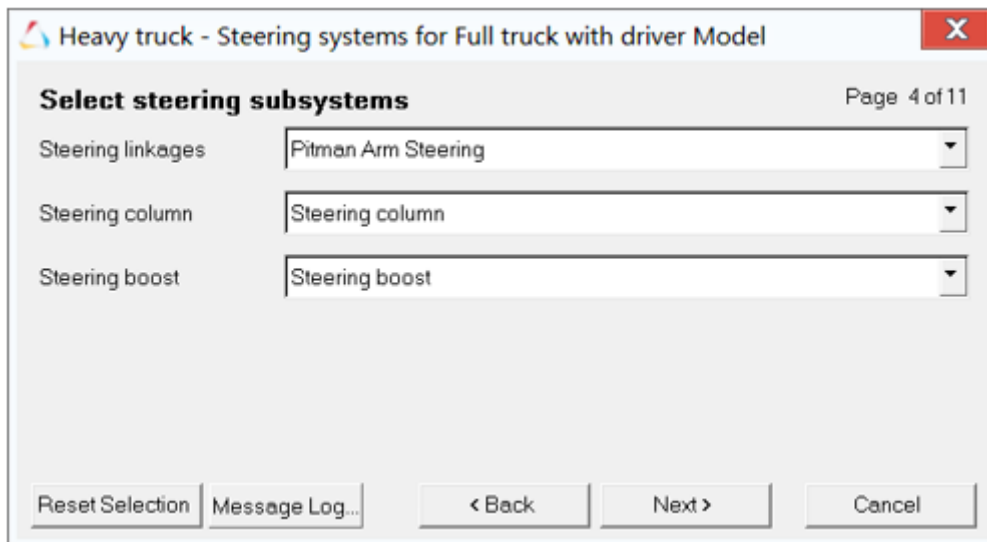 Heavy truck - Steering systems for Full truck with driver Model
X
Select steering subsystems Page 4 of 11
Steering linkages Pitman Arm Steering
Steering column Steering column
Steering boost Steering boost
Reset Selection Message Log... < Back Next > Cancel